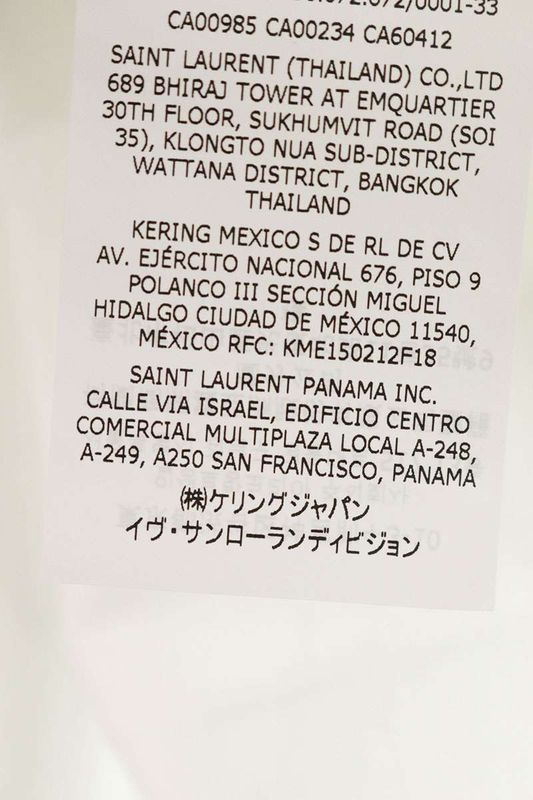 CA00985 CA00234 CA60412
SAINT LAURENT (THAILAND) CO.,LTD
689 BHIRAJ TOWER AT EMQUARTIER
30TH FLOOR, SUKHUMVIT ROAD (SOI
35), KLONGTO NUA SUB-DISTRICT,
WATTANA DISTRICT, BANGKOK
THAILAND
KERING MEXICO S DE RL DE CV
AV. EJÉRCITO NACIONAL 676, PISO 9
POLANCO III SECCIÓN MIGUEL
HIDALGO CIUDAD DE MÉXICO 11540,
MÉXICO RFC: KME150212F18
SAINT LAURENT PANAMA INC.
CALLE VIA ISRAEL, EDIFICIO CENTRO
COMERCIAL MULTIPLAZA LOCAL A-248,
A-249, A250 SAN FRANCISCO, PANAMA
㈱ケリングジャパン
イヴ・サンローランディビジョン